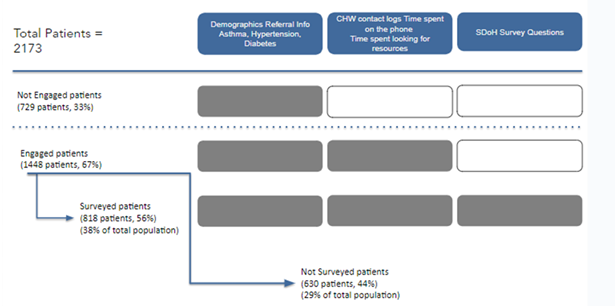 Total Patients =
2173
Demographics Referral Info
Asthma, Hypertension,
Diabetes
CHW contact logs Time spent
on the phone
Time spent looking for
resources
SDoH Survey Questions
Not Engaged patients
(729 patients, 33%)
Engaged patients
(1448 patients, 67%)
Surveyed patients
(818 patients, 56%)
(38% of total population)
Not Surveyed patients
(630 patients, 44%)
(29% of total population)